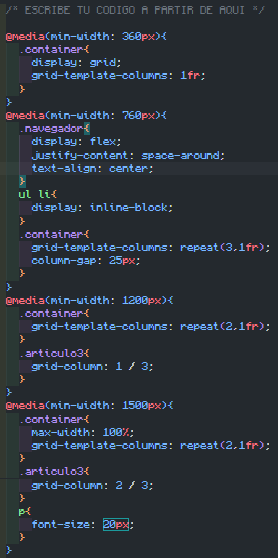 /* ESCRIBE TU CODIGO A PARTIR DE AQUI */
@media(min-width: 360px){
.container{
display: grid;
grid-template-columns: 1fr;
}
}
@media(min-width: 760px){
.navegador{
display: flex;
justify-content: space-around;
text-align: center;
}
ul li{
display: inline-block;
}
.container{
grid-template-columns: repeat(3,1fr);
column-gap: 25px;
}
}
@media(min-width: 1200px){
.container{
grid-template-columns: repeat(2,1fr);
}
.articulo3{
grid-column: 1 / 3;
}
}
@media(min-width: 1500px){
.container{
max-width: 100%;
grid-template-columns: repeat(2,1fr);
}
.articulo3{
grid-column: 2 / 3;
}
p{
font-size: 20px;
}
}